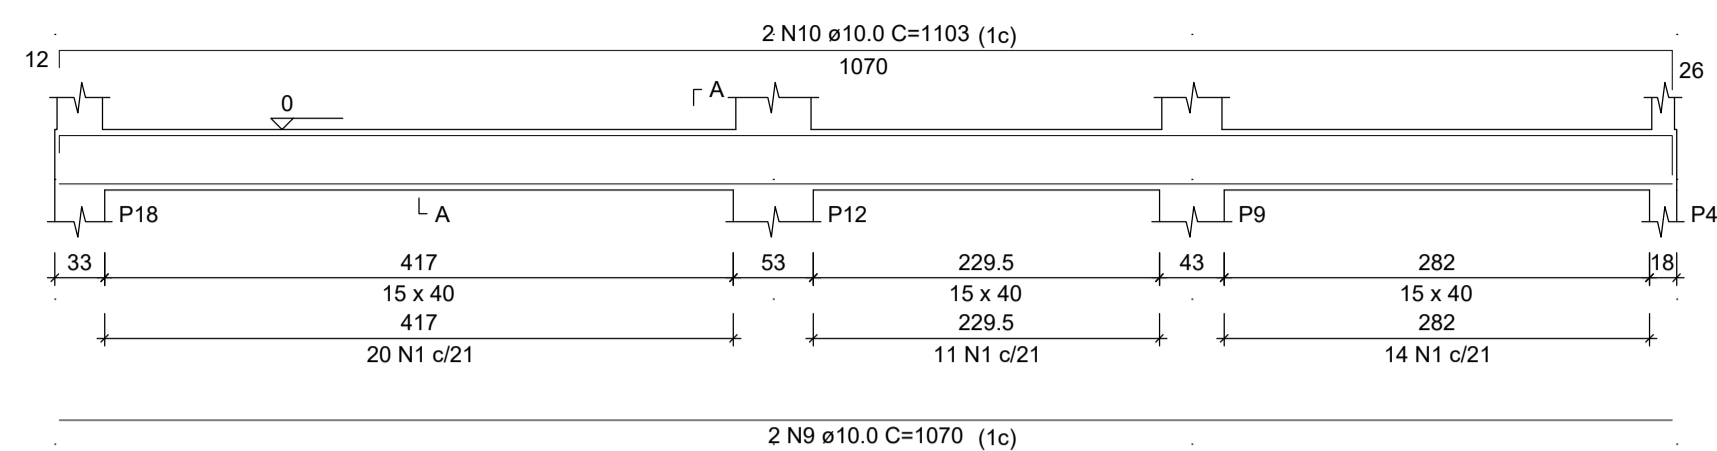 2 N10 ø10.0 C=1103 (1c)
12
1070
26
A
0
P18
A
P12
P9
P4
33 417 53 229.5 43 282 18
15 x 40 15 x 40 15 x 40
417 229.5 282
20 N1 c/21 11 N1 c/21 14 N1 c/21
2 N9 ø10.0 C=1070 (1c)